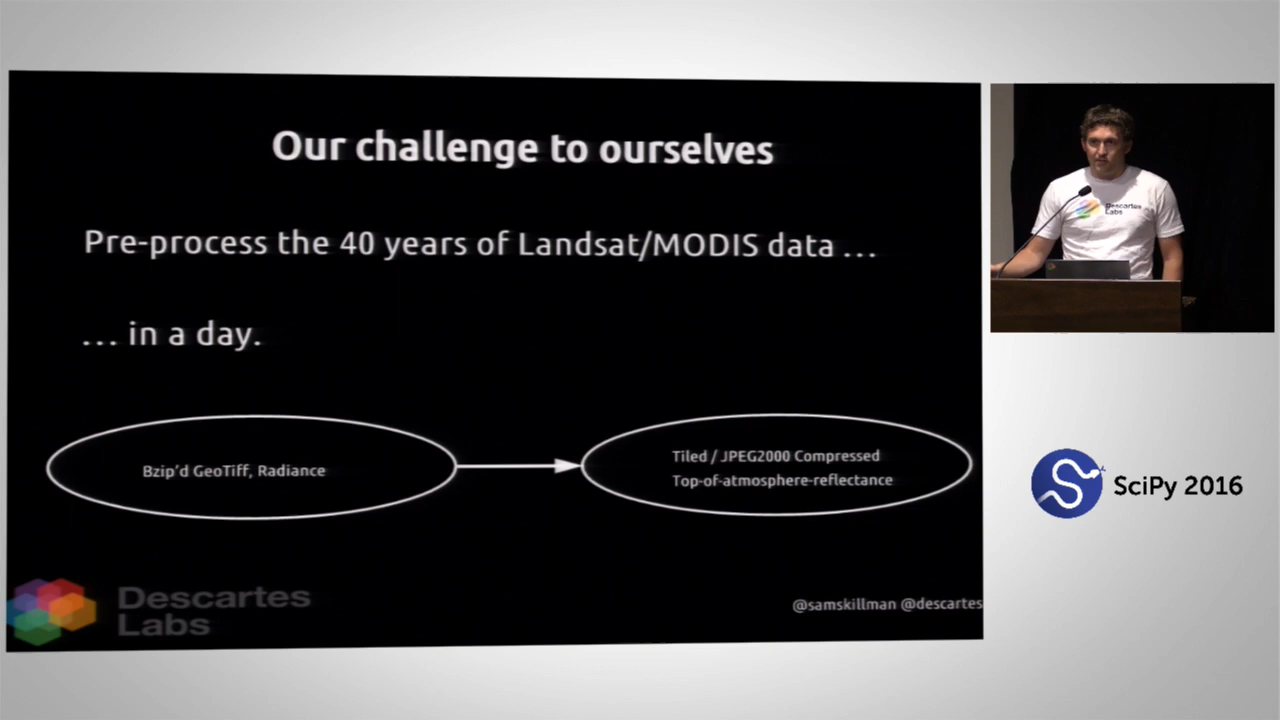 Our challenge to ourselves
Pre-process the 40 years of Landsat/MODIS data ...
... in a day.
Bzip'd GeoTiff, Radiance
Tiled / JPEG2000 Compressed
Top-of-atmosphere-reflectance
Descartes
Labs
@samskillman @descartes
Descartes
Labs
SciPy 2016